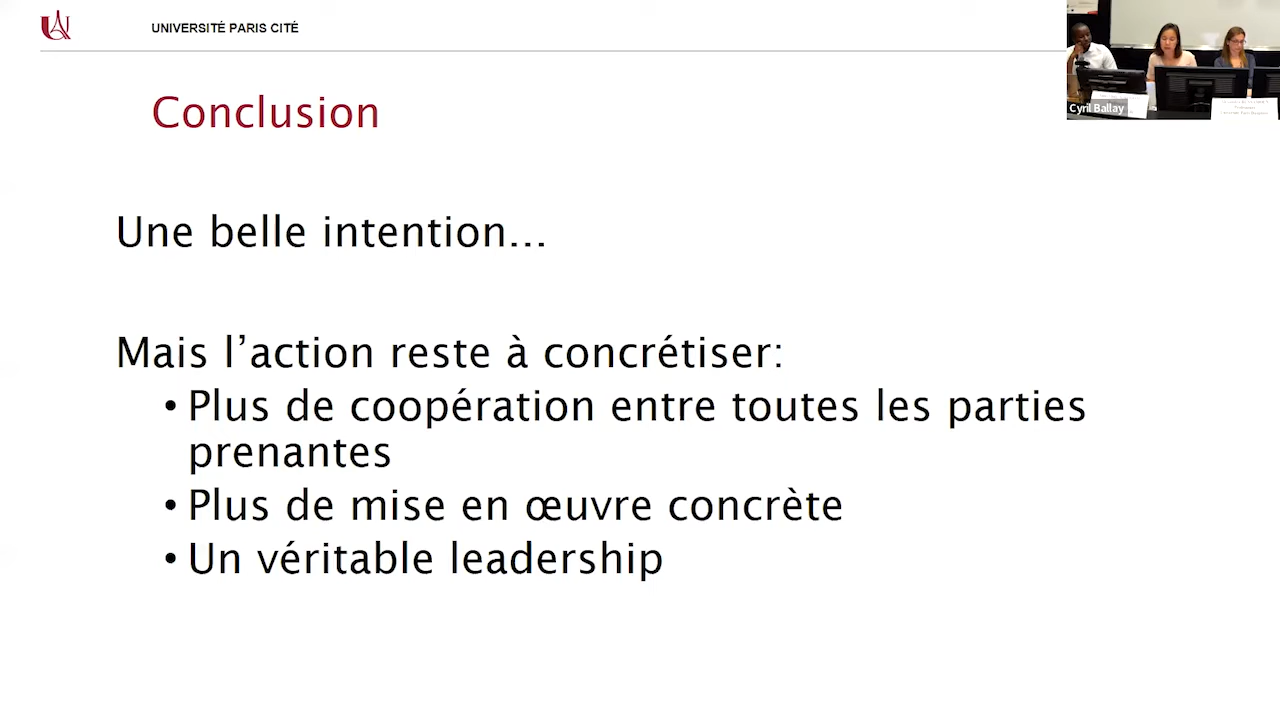 UNIVERSITÉ PARIS CITÉ
Cyril Ballay
Conclusion
Une belle intention...
Mais l’action reste à concrétiser:
• Plus de coopération entre toutes les parties
prenantes
• Plus de mise en œuvre concrète
• Un véritable leadership